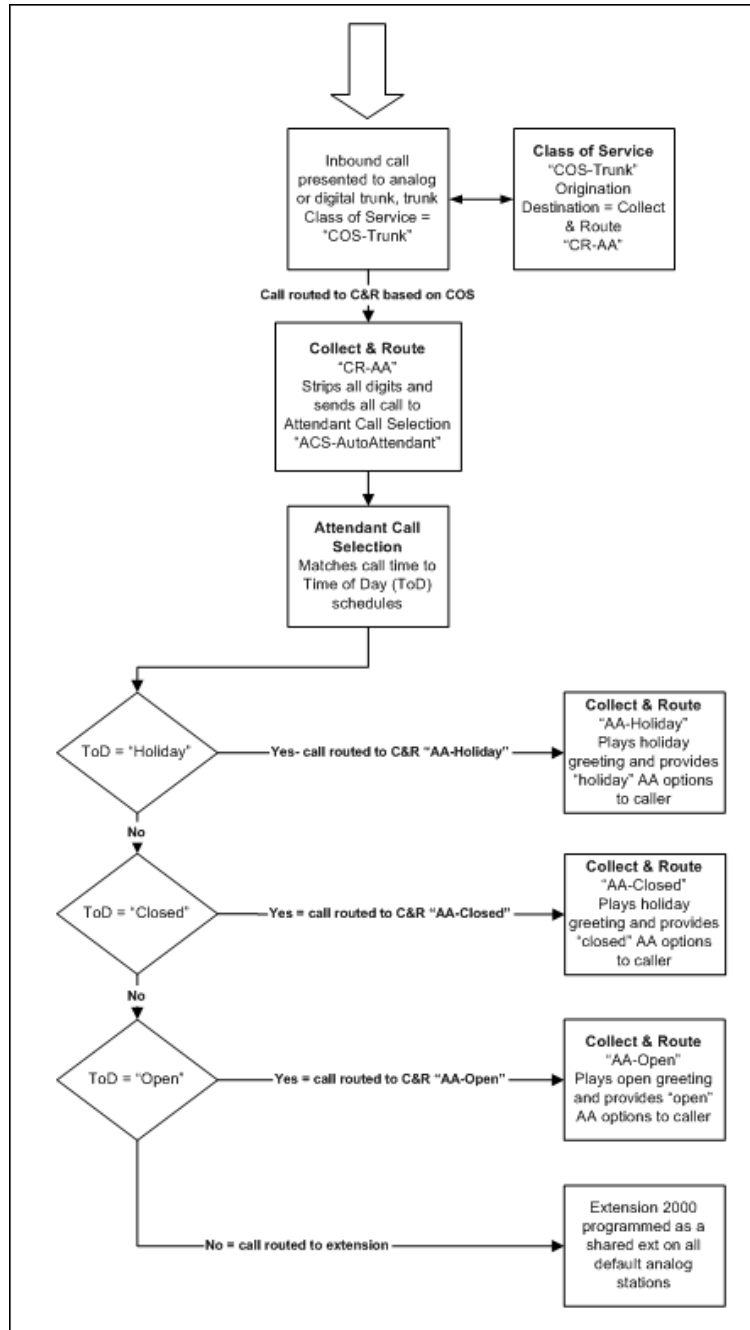 Inbound call
presented to analog
or digital trunk, trunk
Class of Service =
"COS-Trunk"
Class of Service
"COS-Trunk"
Origination
Destination = Collect
& Route
"CR-AA"
Call routed to C&R based on COS
Collect & Route
"CR-AA"
Strips all digits and
sends all call to
Attendant Call Selection
"ACS-AutoAttendant"
Attendant Call
Selection
Matches call time to
Time of Day (ToD)
schedules
ToD = "Holiday"
Yes- call routed to C&R "AA-Holiday"
Collect & Route
"AA-Holiday"
Plays holiday
greeting and provides
"holiday" AA options
to caller
No
ToD = "Closed"
Yes = call routed to C&R "AA-Closed"
Collect & Route
"AA-Closed"
Plays holiday
greeting and provides
"closed" AA options
to caller
No
ToD = "Open"
Yes = call routed to C&R "AA-Open"
Collect & Route
"AA-Open"
Plays open greeting
and provides "open"
AA options to caller
No = call routed to extension
Extension 2000
programmed as a
shared ext on all
default analog
stations